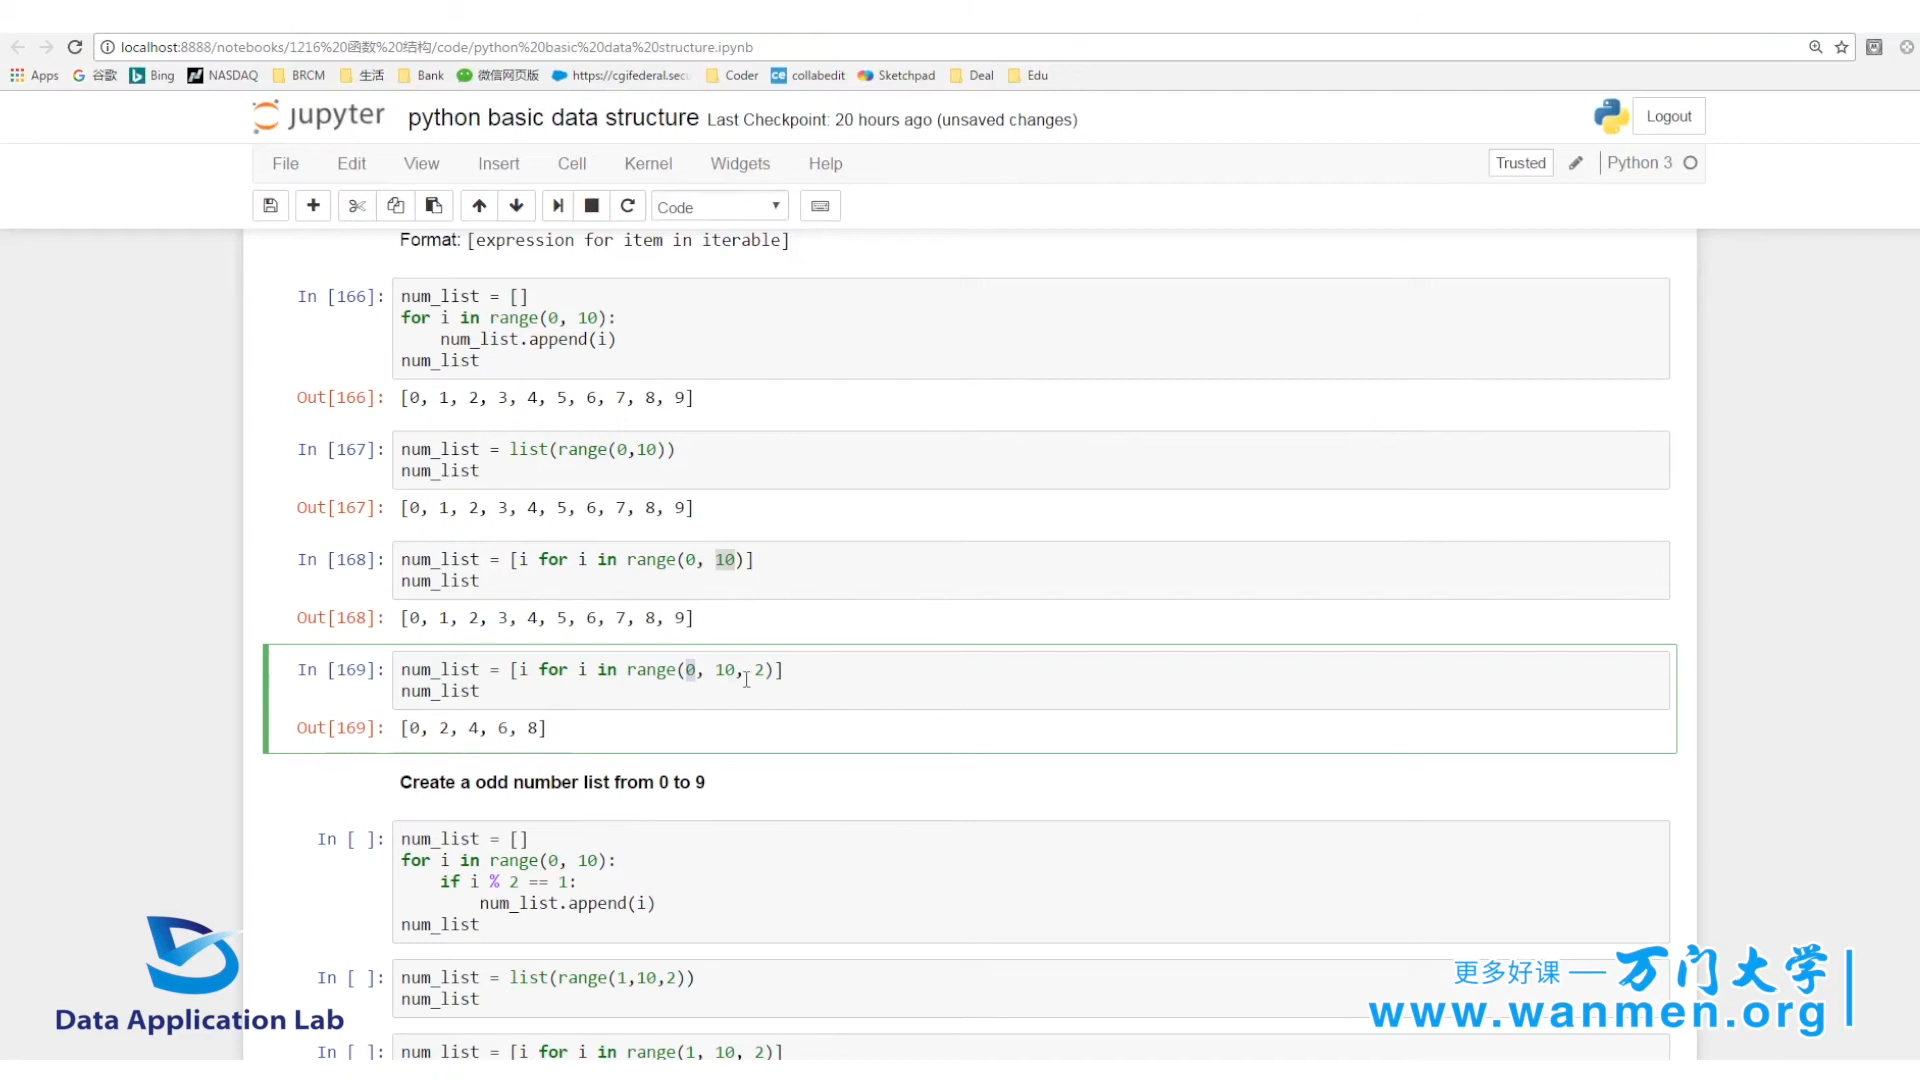 localhost:8888/notebooks/1216%20函数%20结构/code/python%20basic%20data%20structure.ipynb
Apps 谷歌 Bing NASDAQ BRCM 生活 Bank 微信网页版 https://cgifederal.secu Coder collabedit Sketchpad Deal Edu
jupyter python basic data structure Last Checkpoint: 20 hours ago (unsaved changes) Logout
File Edit View Insert Cell Kernel Widgets Help Trusted Python 3
Code
Format: [expression for item in iterable]
In [166]: num_list = []
for i in range(0, 10):
    num_list.append(i)
num_list
Out[166]: [0, 1, 2, 3, 4, 5, 6, 7, 8, 9]
In [167]: num_list = list(range(0,10))
num_list
Out[167]: [0, 1, 2, 3, 4, 5, 6, 7, 8, 9]
In [168]: num_list = [i for i in range(0, 10)]
num_list
Out[168]: [0, 1, 2, 3, 4, 5, 6, 7, 8, 9]
In [169]: num_list = [i for i in range(0, 10, 2)]
num_list
Out[169]: [0, 2, 4, 6, 8]
Create a odd number list from 0 to 9
In [ ]: num_list = []
for i in range(0, 10):
    if i % 2 == 1:
        num_list.append(i)
num_list
In [ ]: num_list = list(range(1,10,2))
num_list
In [ ]: num_list = [i for i in range(1, 10, 2)]
Data Application Lab
更多好课 — 万门大学
www.wanmen.org